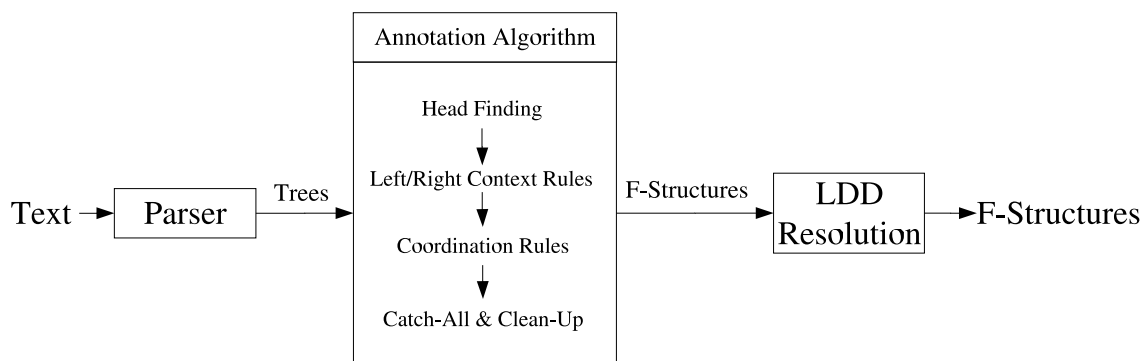 Annotation Algorithm
Head Finding
Left/Right Context Rules
Coordination Rules
Catch-All & Clean-Up
Text
Parser
Trees
F-Structures
LDD
Resolution
F-Structures